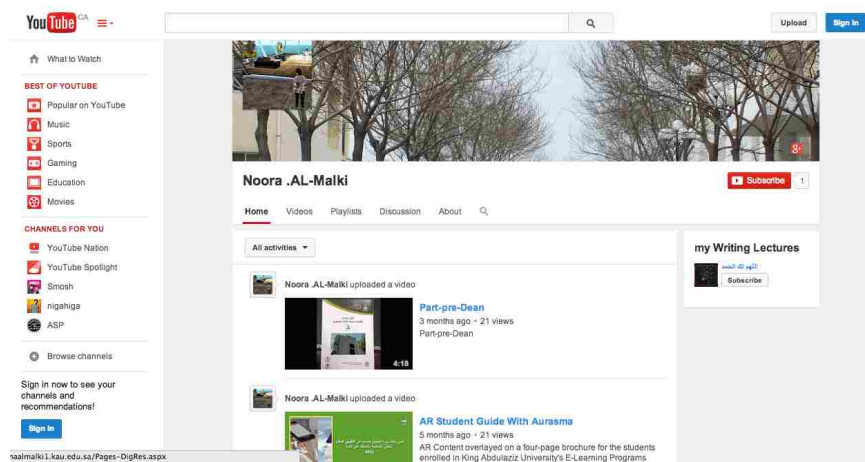 YouTube CA
Upload
Sign In
What to Watch
BEST OF YOUTUBE
Popular on YouTube
Music
Sports
Gaming
Education
Movies
CHANNELS FOR YOU
YouTube Nation
YouTube Spotlight
Smosh
nigahiga
ASP
Browse channels
Sign in now to see your
channels and
recommendations!
Sign In
naalmalki1.kau.edu.sa/Pages-DigRes.aspx
Noora .AL-Malki
Subscribe 1
Home Videos Playlists Discussion About
All activities
Noora .AL-Malki uploaded a video
Part-pre-Dean
3 months ago - 21 views
Part-pre-Dean
4:18
Noora .AL-Malki uploaded a video
AR Student Guide With Aurasma
5 months ago - 21 views
AR Content overlayed on a four-page brochure for the students
enrolled in King Abdulaziz University's E-Learning Programs
my Writing Lectures
اللهم لك الحمد
Subscribe